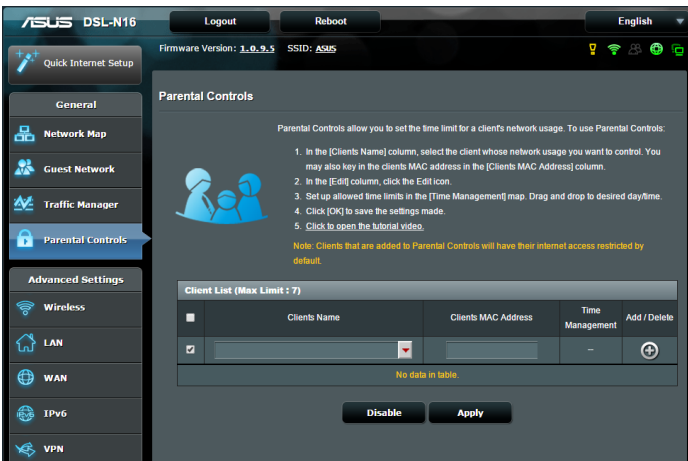 ASUS DSL-N16
Logout
Reboot
English
Quick Internet Setup
Firmware Version: 1.0.9.5 SSID: ASUS
General
Network Map
Guest Network
Traffic Manager
Parental Controls
Advanced Settings
Wireless
LAN
WAN
IPv6
IPv6
VPN
Parental Controls
Parental Controls allow you to set the time limit for a client's network usage. To use Parental Controls:
1. In the [Clients Name] column, select the client whose network usage you want to control. You
may also key in the clients MAC address in the [Clients MAC Address] column.
2. In the [Edit] column, click the Edit icon.
3. Set up allowed time limits in the [Time Management] map. Drag and drop to desired day/time.
4. Click [OK] to save the settings made.
5. Click to open the tutorial video.
Note: Clients that are added to Parental Controls will have their internet access restricted by
default.
Client List (Max Limit : 7)
Clients Name
Clients MAC Address
Time
Management
Add / Delete
--
No data in table.
Disable
Apply